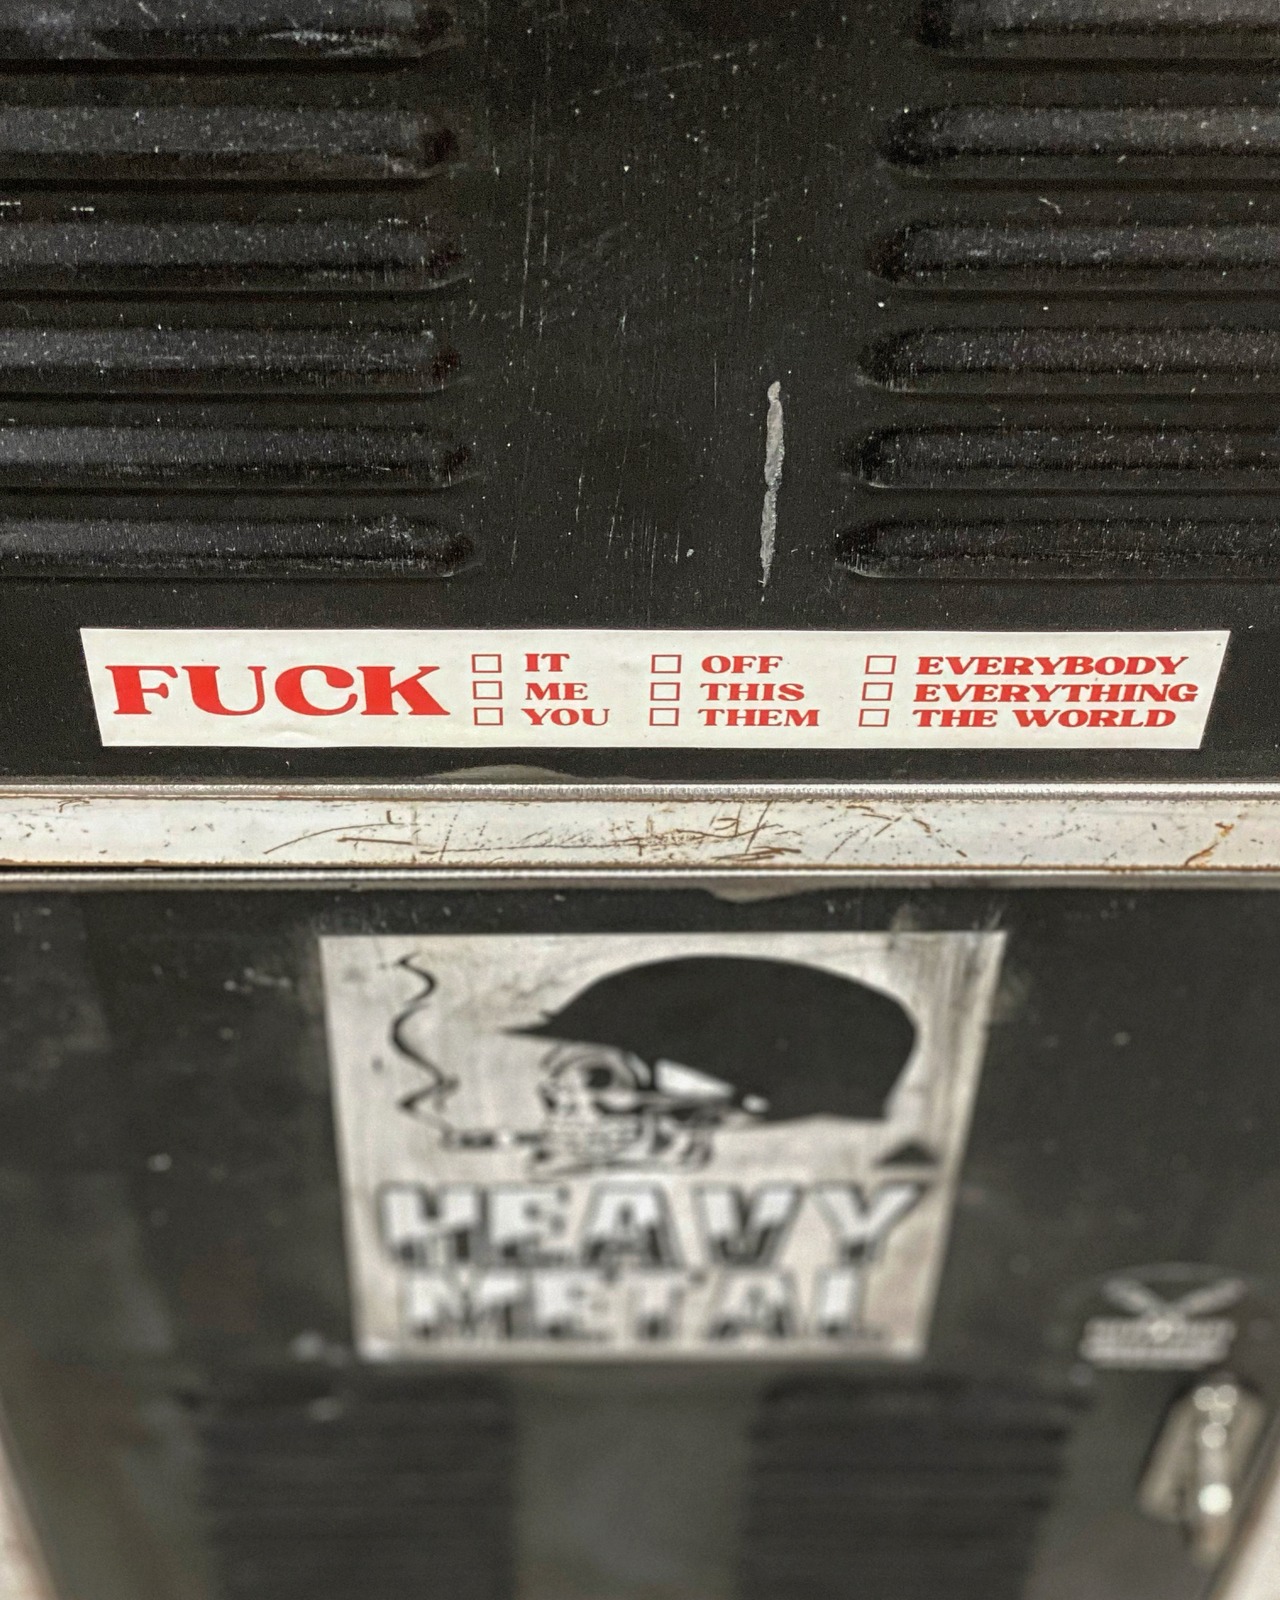 FUCK
IT OFF EVERYBODY
ME THIS EVERYTHING
YOU THEM THE WORLD
HEAVY
METAL